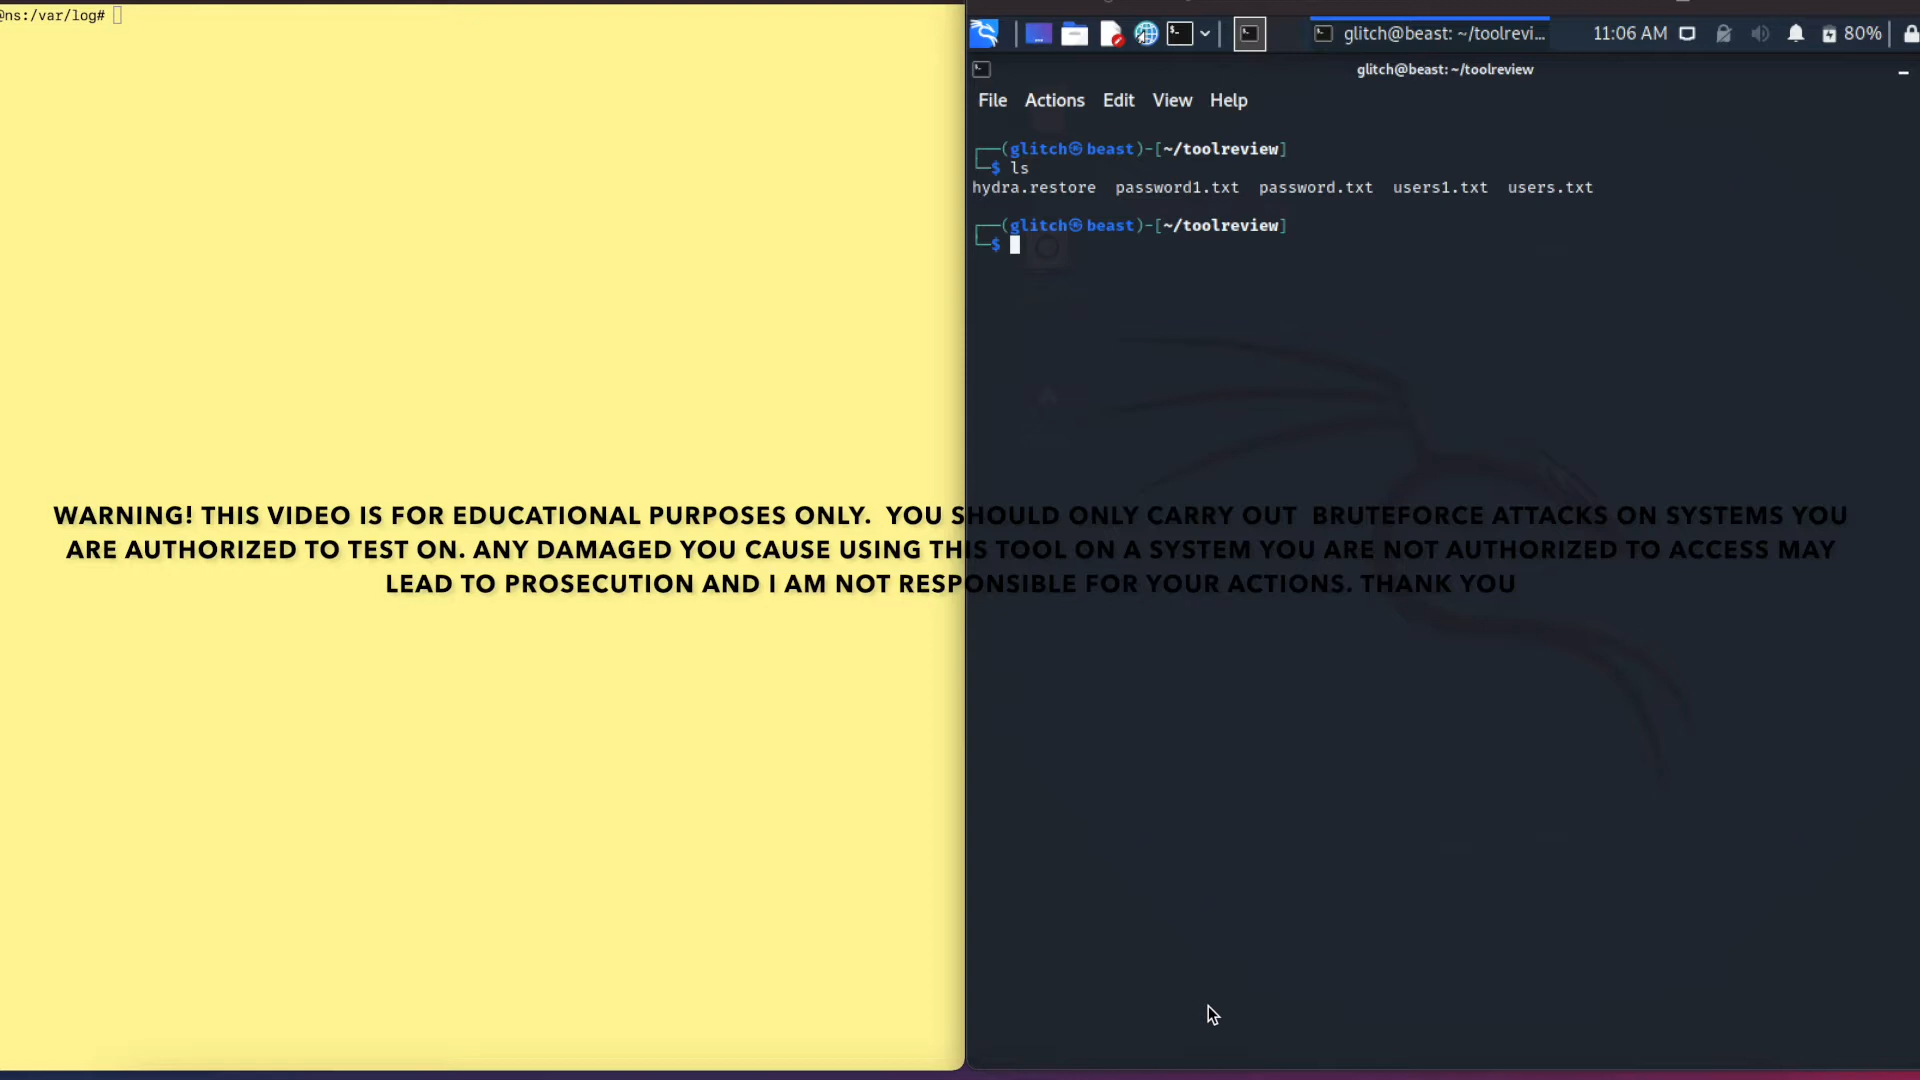 @ns:/var/log#
11:06 AM
80%
glitch@beast: ~/toolrevi...
glitch@beast: ~/toolreview
File Actions Edit View Help
┌──(glitch㉿beast)-[~/toolreview]
└─$ ls
hydra.restore password1.txt password.txt users1.txt users.txt
┌──(glitch㉿beast)-[~/toolreview]
└─$
WARNING! THIS VIDEO IS FOR EDUCATIONAL PURPOSES ONLY. YOU SHOULD ONLY CARRY OUT BRUTEFORCE ATTACKS ON SYSTEMS YOU
ARE AUTHORIZED TO TEST ON. ANY DAMAGED YOU CAUSE USING THIS TOOL ON A SYSTEM YOU ARE NOT AUTHORIZED TO ACCESS MAY
LEAD TO PROSECUTION AND I AM NOT RESPONSIBLE FOR YOUR ACTIONS. THANK YOU